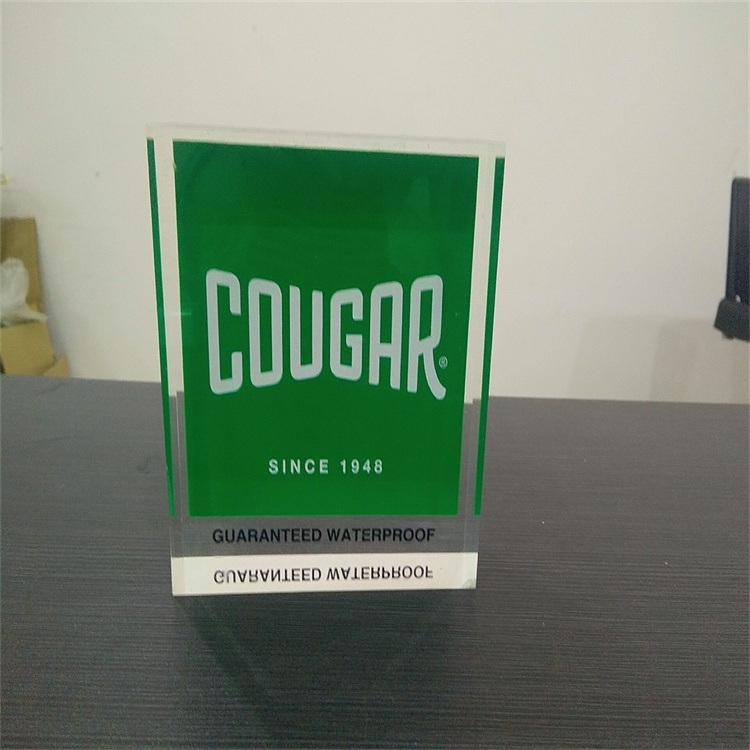 COUGAR®
SINCE 1948
GUARANTEED WATERPROOF
GUARANTEED WATERPROOF